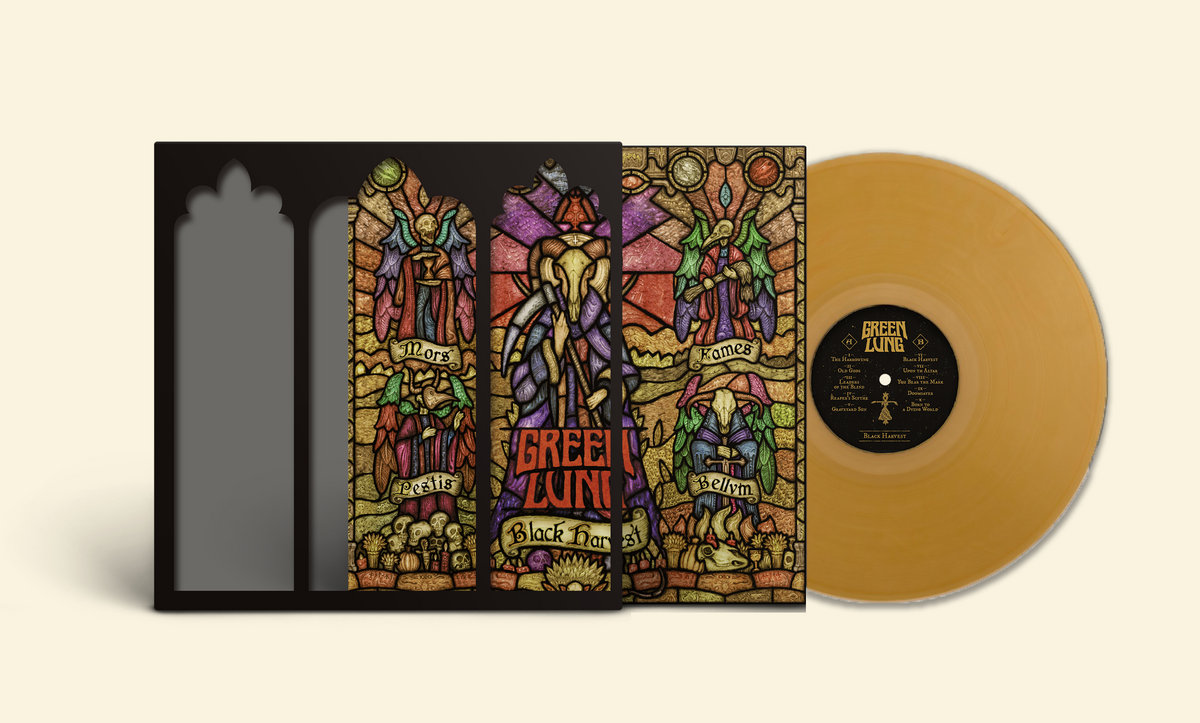 Mors
Fames
Pestis
Bellvm
GREEN
LUNG
Black Harvest
GREEN
LUNG
A
B
I
THE HARROWING
II
OLD GODS
III
LEADERS
OF THE BLIND
IV
REAPER'S SCYTHE
V
GRAVEYARD SUN
VI
BLACK HARVEST
VII
UPON TH ALTAR
VIII
YOU BEAR THE MARK
IX
DOOMSAYER
X
BORN TO
A DYING WORLD
BLACK HARVEST